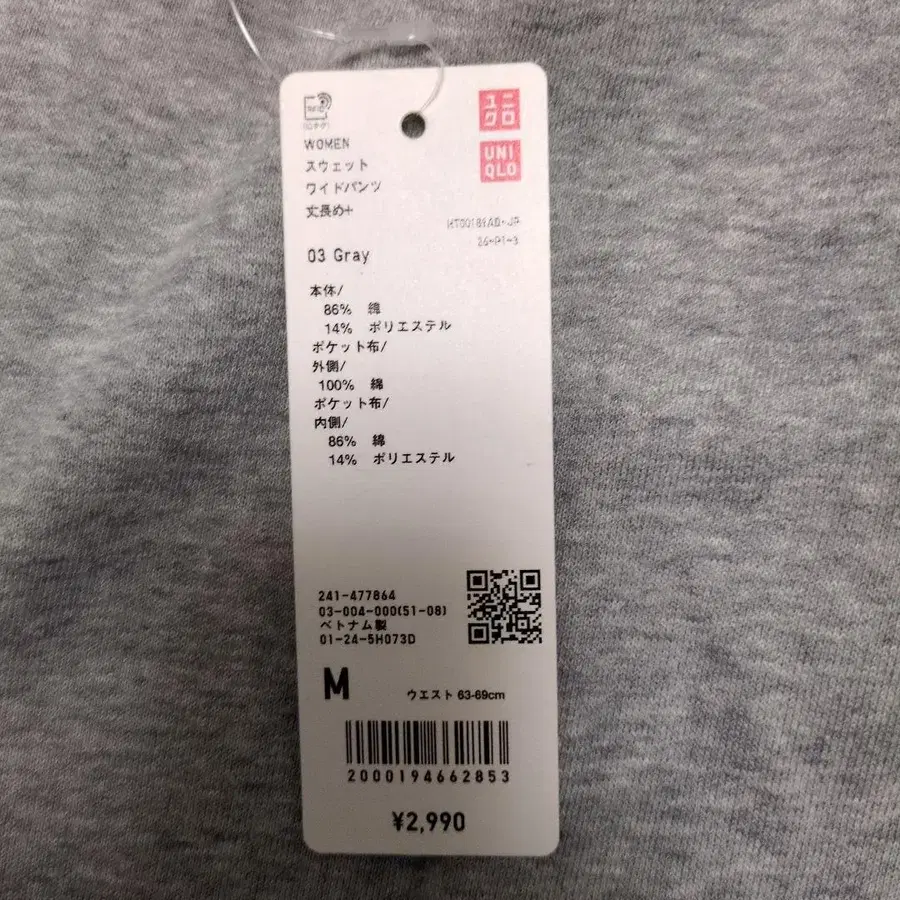 ユニ
クロ
UNI
QLO
WOMEN
スウェット
ワイドパンツ
丈長め+
03 Gray
本体/
86% 綿
14% ポリエステル
ポケット布/
外側/
100% 綿
ポケット布/
内側/
86% 綿
14% ポリエステル
241-477864
03-004-000(51-08)
ベトナム製
01-24-5H073D
M
ウエスト 63-69cm
2000194662853
¥2,990